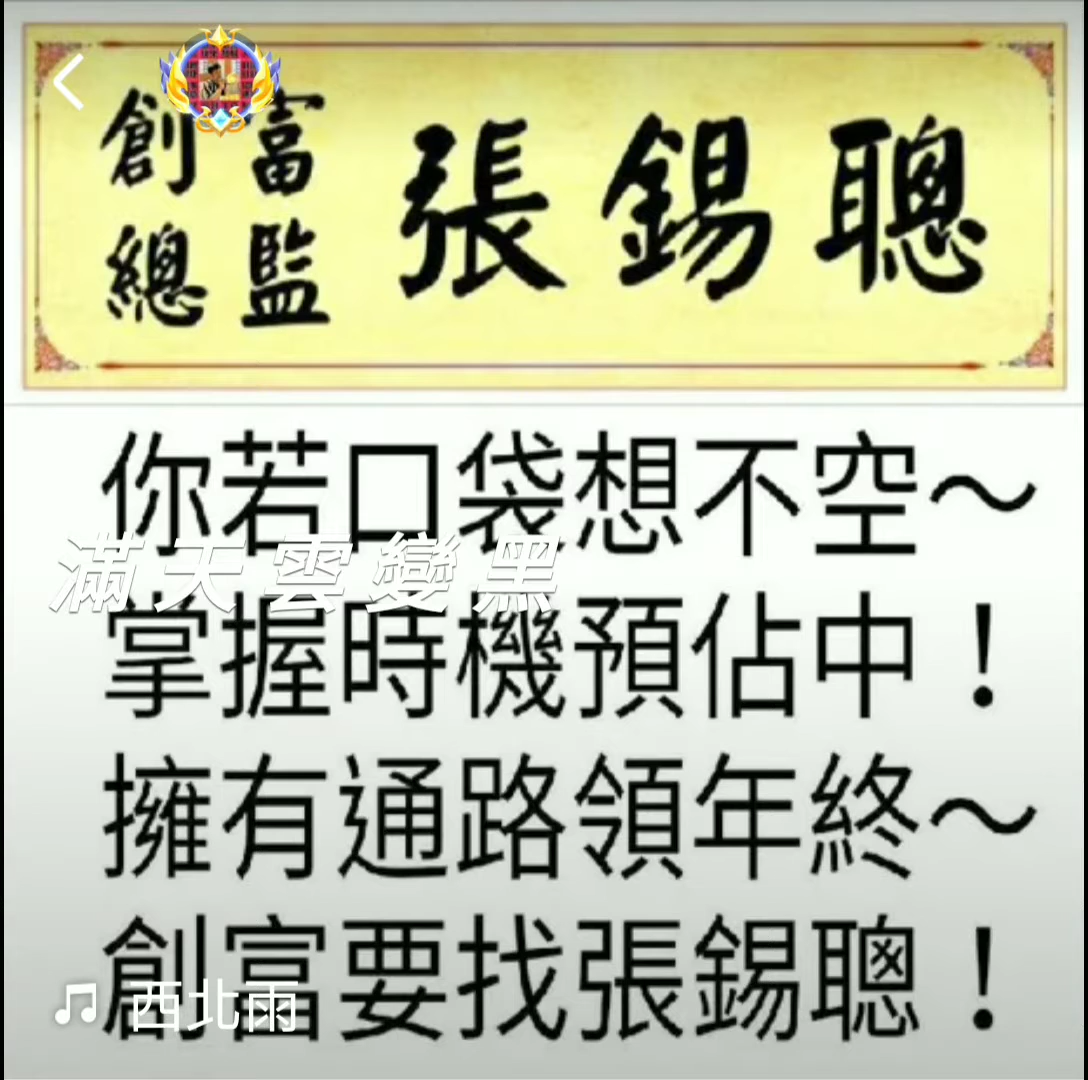 創富 張錫聰
總監
你若口袋想不空～
滿天雲變黑
掌握時機預佔中！
擁有通路領年終～
創富要找張錫聰！
♫ 西北雨